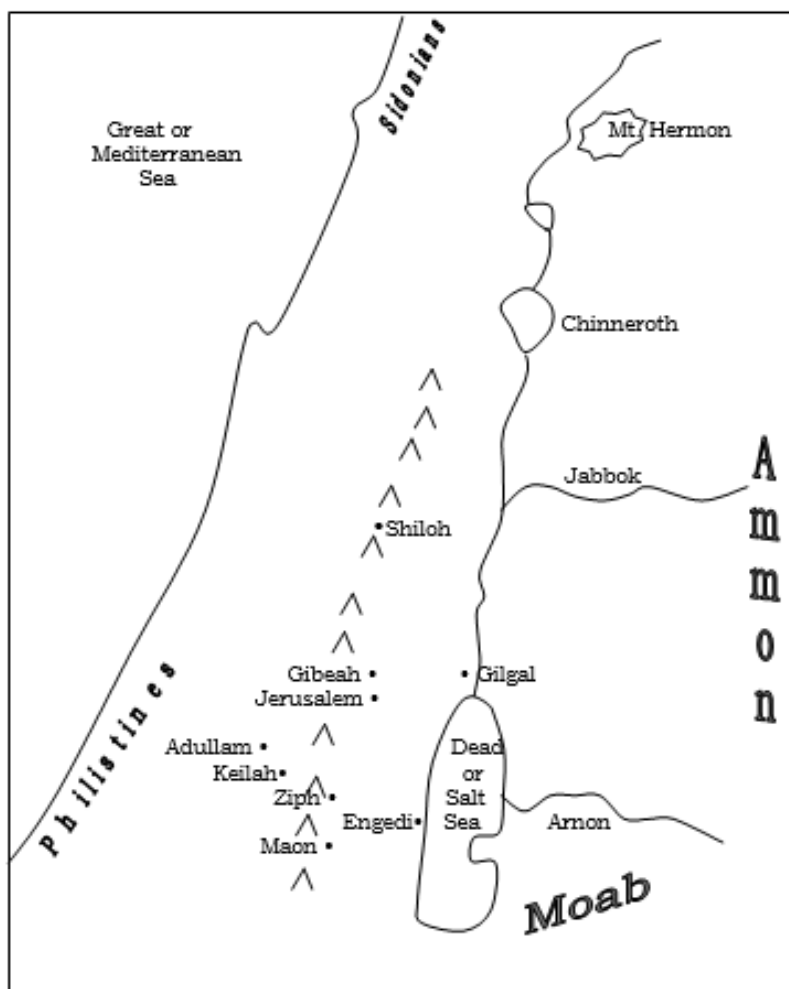 Sidonians
Great or
Mediterranean
Sea
Mt. Hermon
Chinneroth
Ammon
Jabbok
Shiloh
Gibeah
Gilgal
Jerusalem
Philistines
Adullam
Keilah
Ziph
Dead
or
Salt
Sea
Engedi
Arnon
Maon
Moab